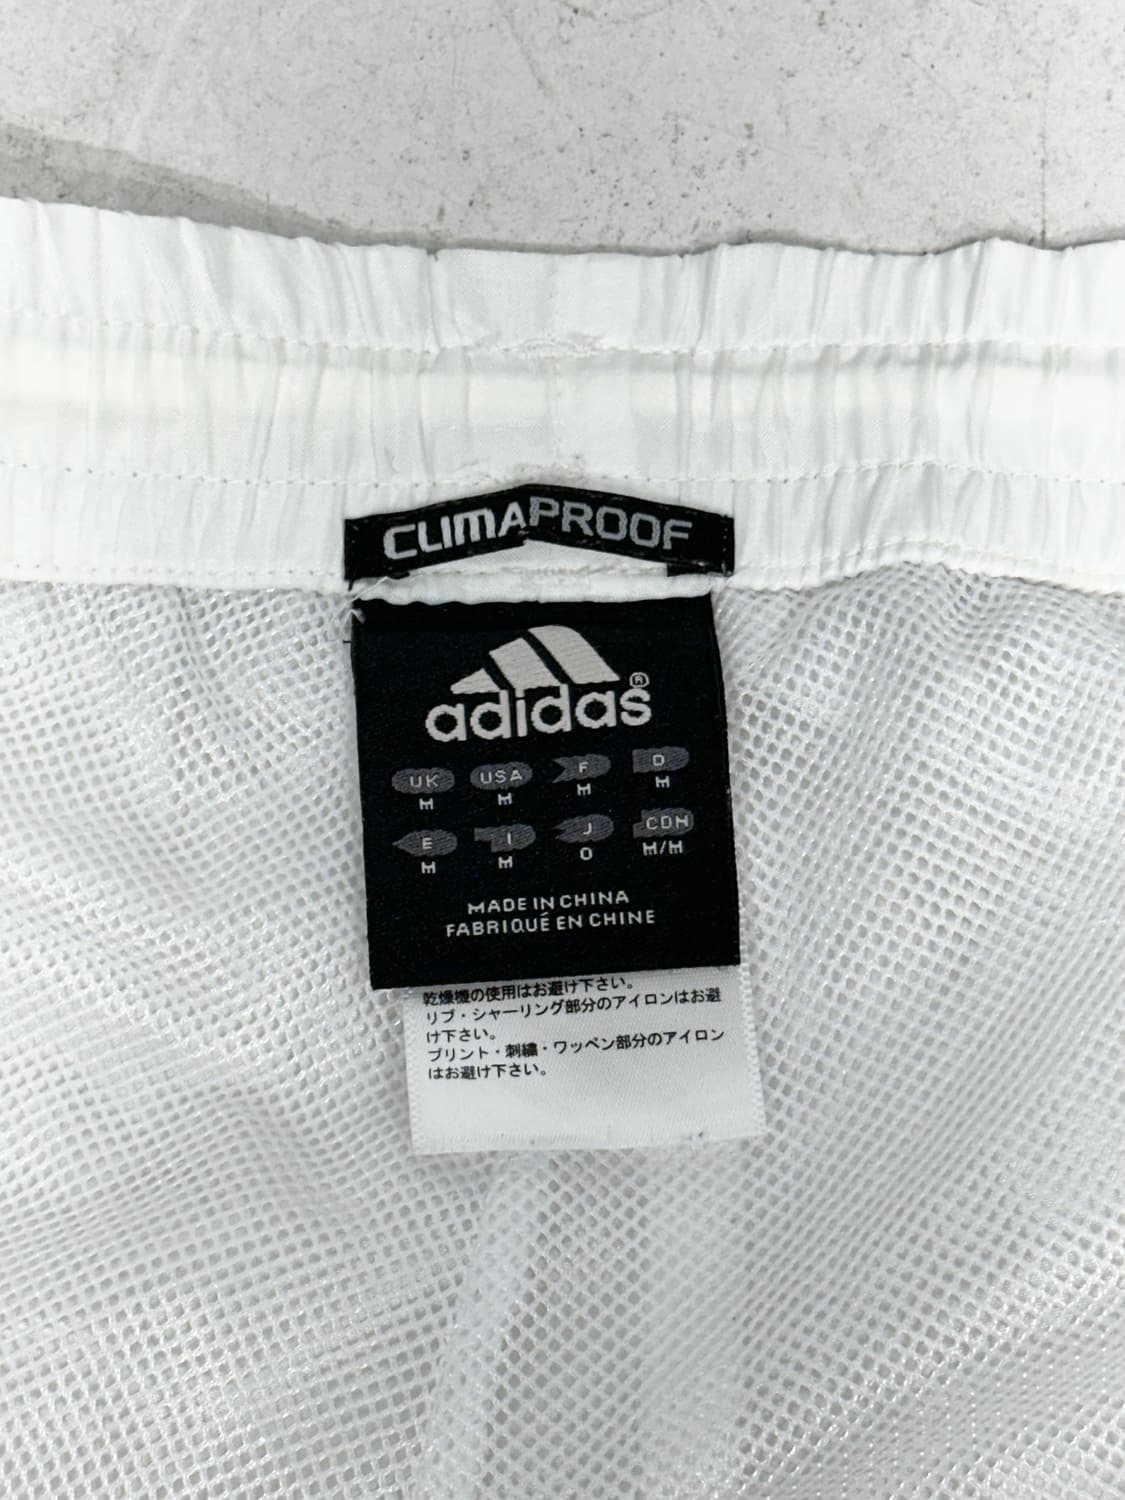 CLIMAPROOF
adidas®
UK USA F D
M M M M
E I J CDN
M M O M/M
MADE IN CHINA
FABRIQUÉ EN CHINE
乾燥機の使用はお避け下さい。
リブ・シャーリング部分のアイロンはお避
け下さい。
プリント・刺繍・ワッペン部分のアイロン
はお避け下さい。